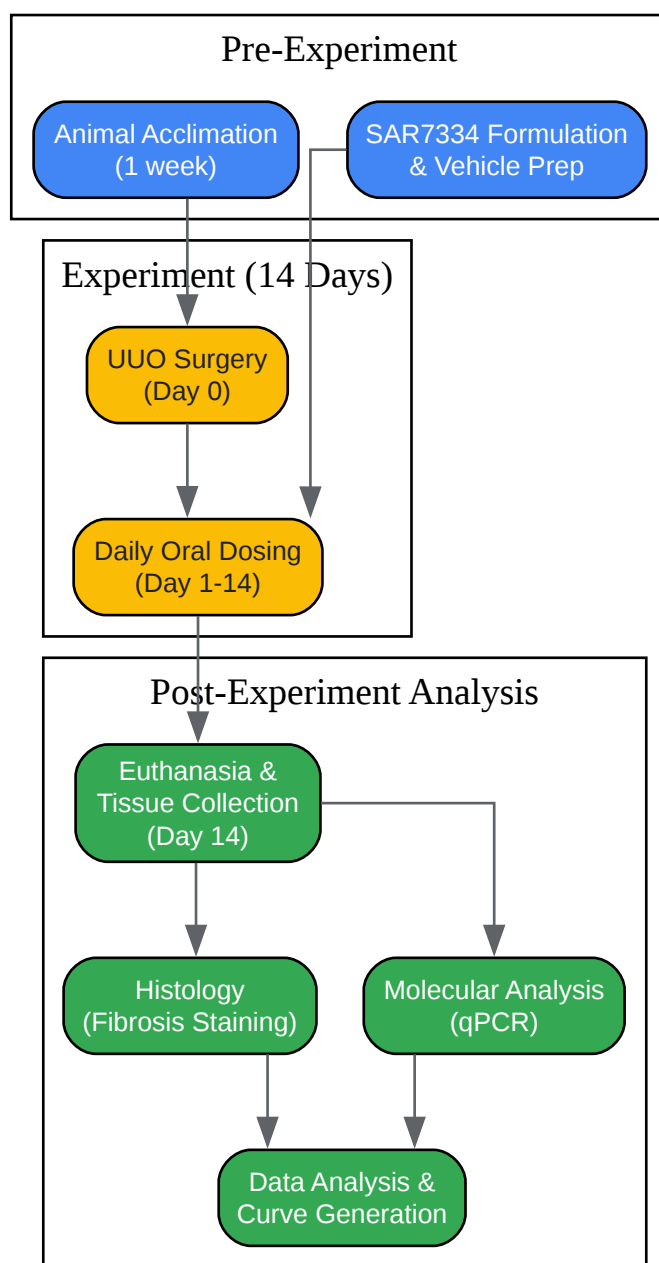 Pre-Experiment
Animal Acclimation
(1 week)
SAR7334 Formulation
& Vehicle Prep
Experiment (14 Days)
UUO Surgery
(Day 0)
Daily Oral Dosing
(Day 1-14)
Post-Experiment Analysis
Euthanasia &
Tissue Collection
(Day 14)
Histology
(Fibrosis Staining)
Molecular Analysis
(qPCR)
Data Analysis &
Curve Generation